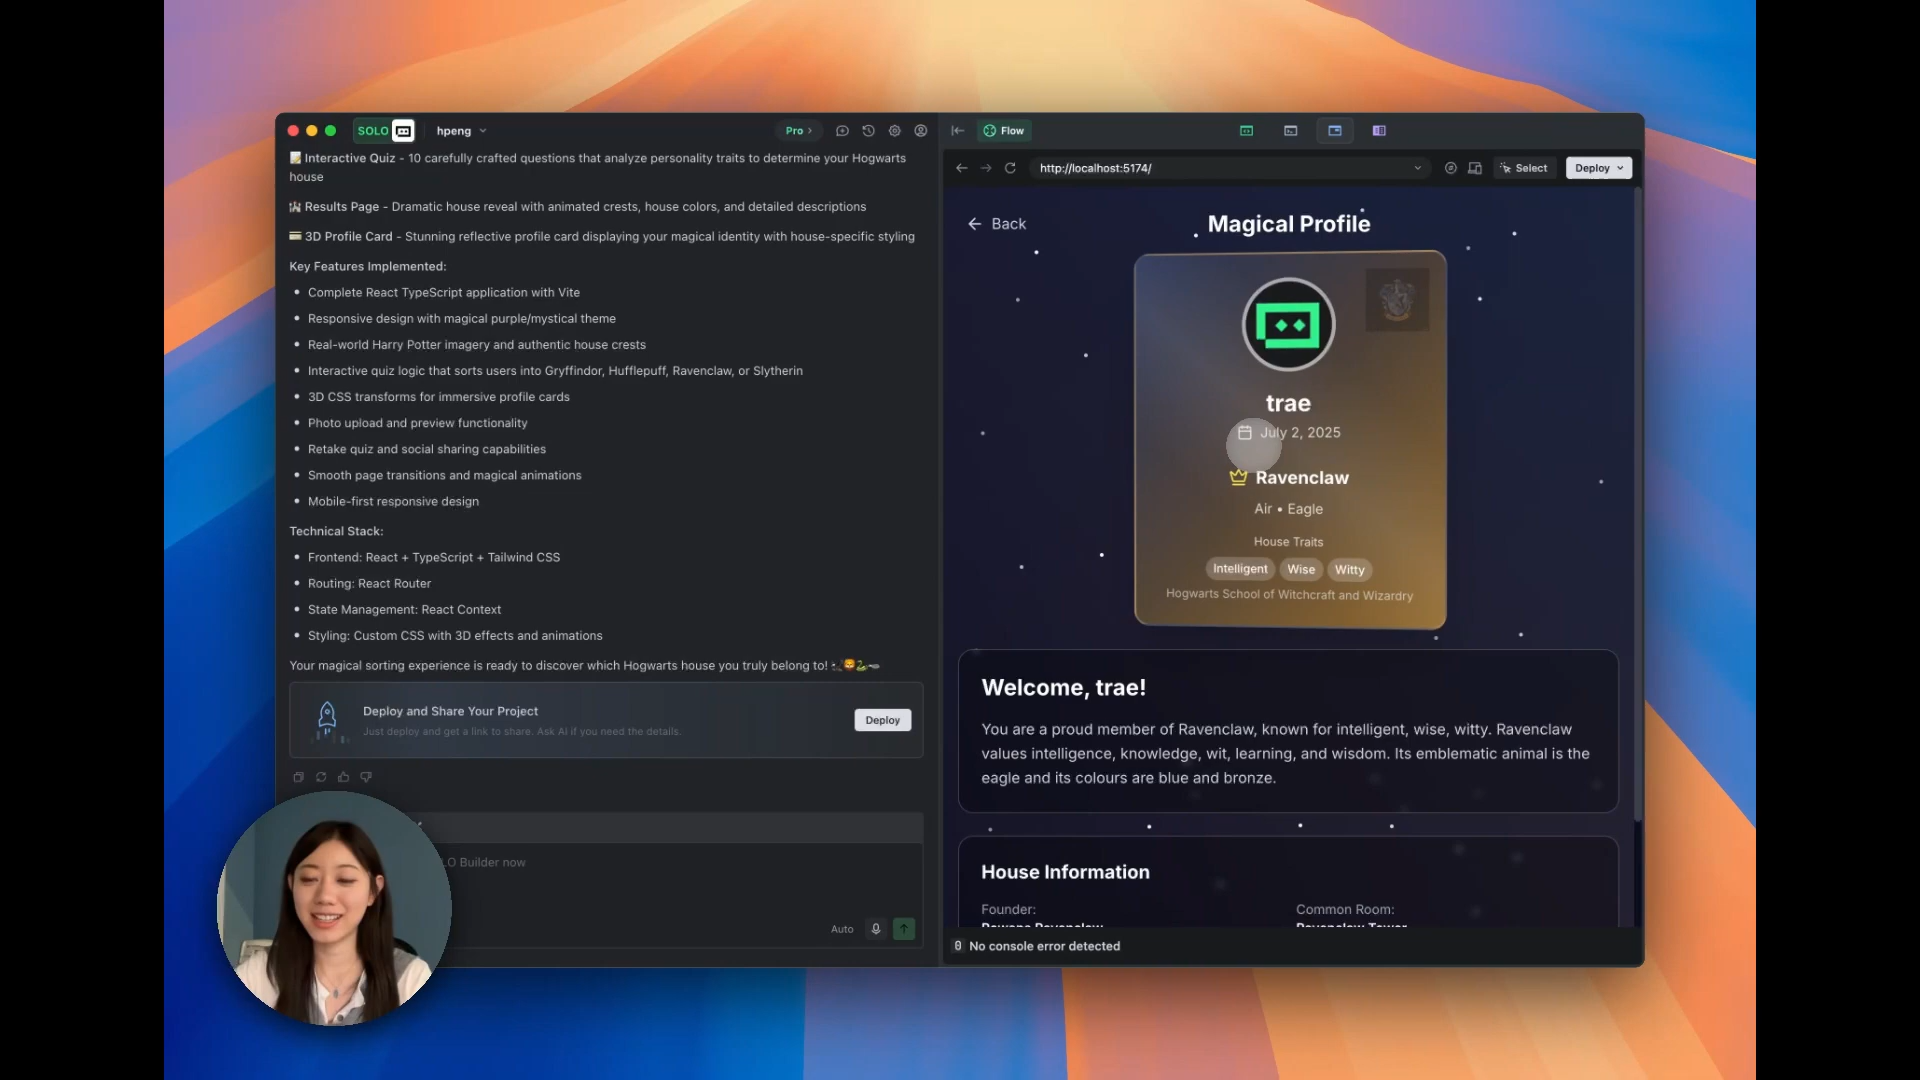 SOLO
hpeng
Pro
Interactive Quiz - 10 carefully crafted questions that analyze personality traits to determine your Hogwarts
house
Results Page - Dramatic house reveal with animated crests, house colors, and detailed descriptions
3D Profile Card - Stunning reflective profile card displaying your magical identity with house-specific styling
Key Features Implemented:
• Complete React TypeScript application with Vite
• Responsive design with magical purple/mystical theme
• Real-world Harry Potter imagery and authentic house crests
• Interactive quiz logic that sorts users into Gryffindor, Hufflepuff, Ravenclaw, or Slytherin
• 3D CSS transforms for immersive profile cards
• Photo upload and preview functionality
• Retake quiz and social sharing capabilities
• Smooth page transitions and magical animations
• Mobile-first responsive design
Technical Stack:
• Frontend: React + TypeScript + Tailwind CSS
• Routing: React Router
• State Management: React Context
• Styling: Custom CSS with 3D effects and animations
Your magical sorting experience is ready to discover which Hogwarts house you truly belong to!
Deploy and Share Your Project
Just deploy and get a link to share. Ask AI if you need the details.
Deploy
LO Builder now
Auto
Flow
http://localhost:5174/
Select
Deploy
Back
Magical Profile
trae
July 2, 2025
Ravenclaw
Air • Eagle
House Traits
Intelligent
Wise
Witty
Hogwarts School of Witchcraft and Wizardry
Welcome, trae!
You are a proud member of Ravenclaw, known for intelligent, wise, witty. Ravenclaw
values intelligence, knowledge, wit, learning, and wisdom. Its emblematic animal is the
eagle and its colours are blue and bronze.
House Information
Founder:
Common Room:
0 No console error detected